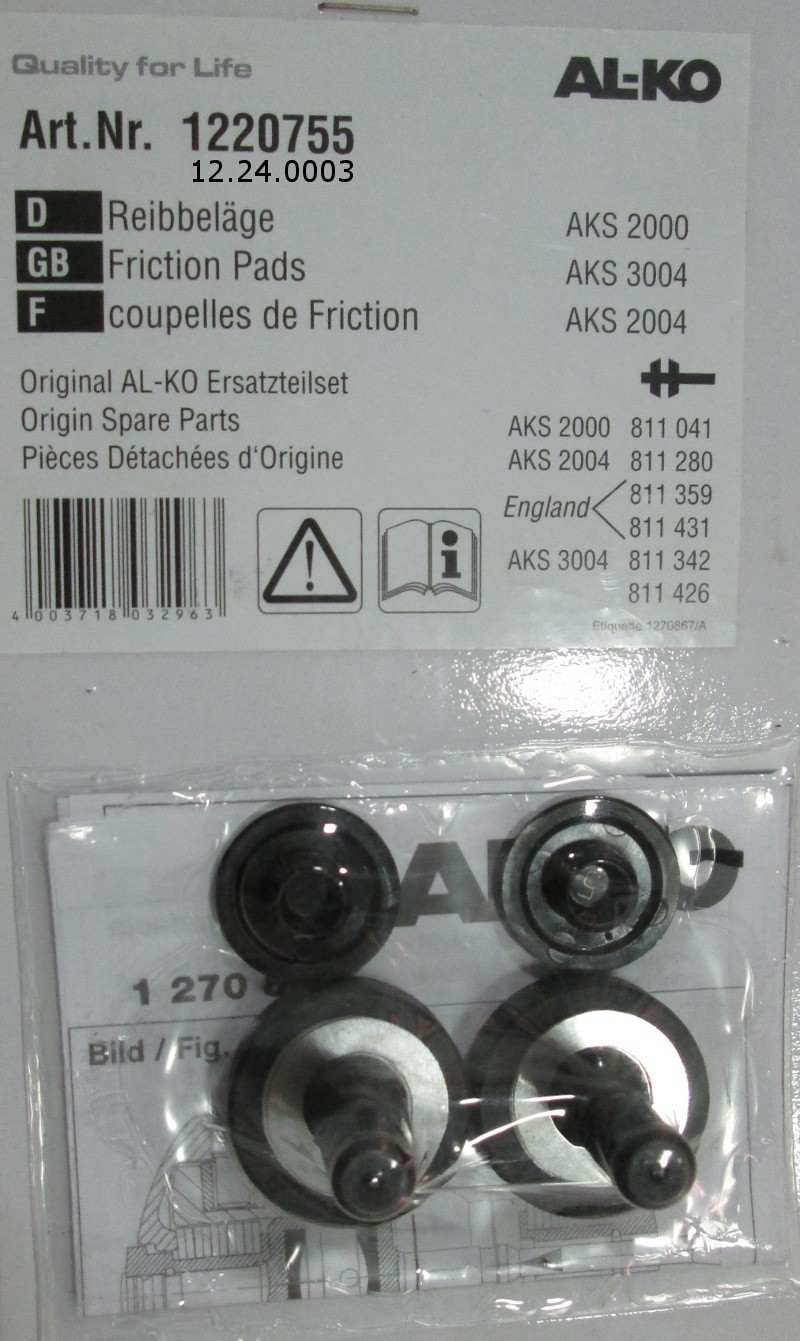 Quality for Life
AL-KO
Art.Nr. 1220755
12.24.0003
D Reibbeläge
GB Friction Pads
F coupelles de Friction
AKS 2000
AKS 3004
AKS 2004
Original AL-KO Ersatzteilset
Origin Spare Parts
Pièces Détachées d'Origine
AKS 2000 811 041
AKS 2004 811 280
England 811 359
811 431
AKS 3004 811 342
811 426
4 003718 032963
Etiquette 1270867/A
1 270
Bild / Fig.